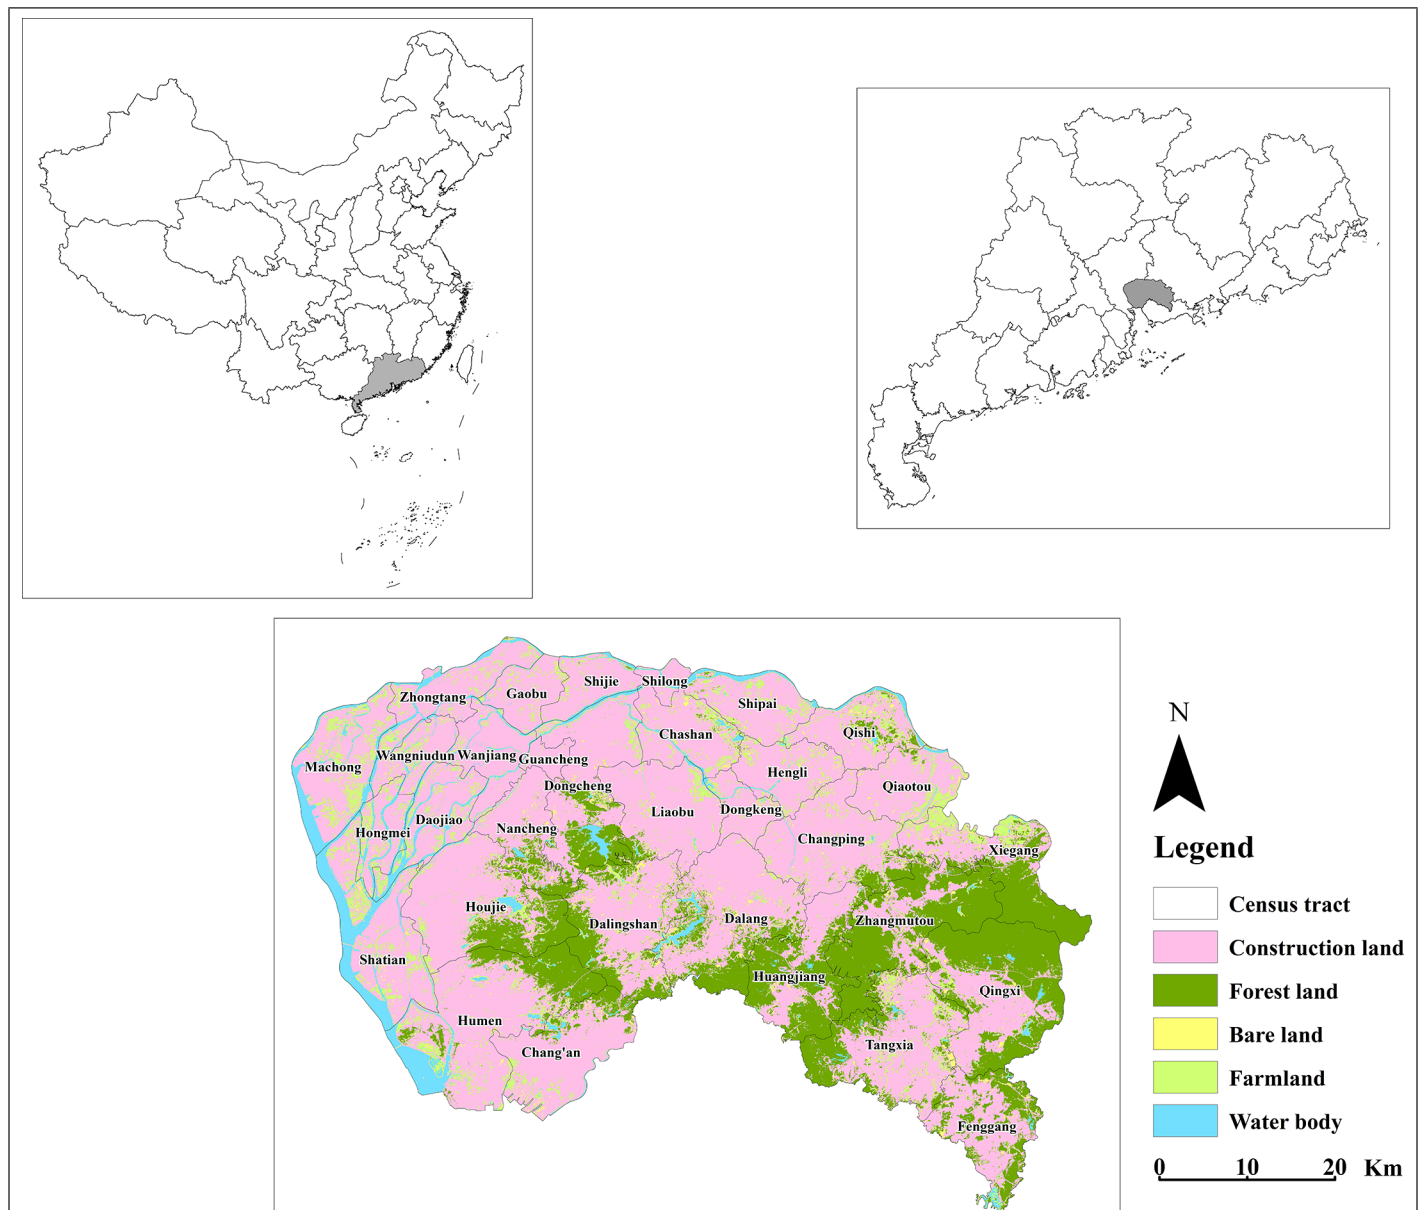 Zhongtang
Gaobu
Shijie
Shilong
Shipai
Chashan
Qishi
Machong
Wangniudun
Wanjiang
Guancheng
Hengli
Qiaotou
Dongcheng
Hongmei
Daojiao
Nancheng
Liaobu
Dongkeng
Changping
Xiegang
Houjie
Dalingshan
Dalang
Zhangmutou
Shatian
Huangjiang
Qingxi
Humen
Chang'an
Tangxia
Fenggang
N
Legend
Census tract
Construction land
Forest land
Bare land
Farmland
Water body
0 10 20 Km